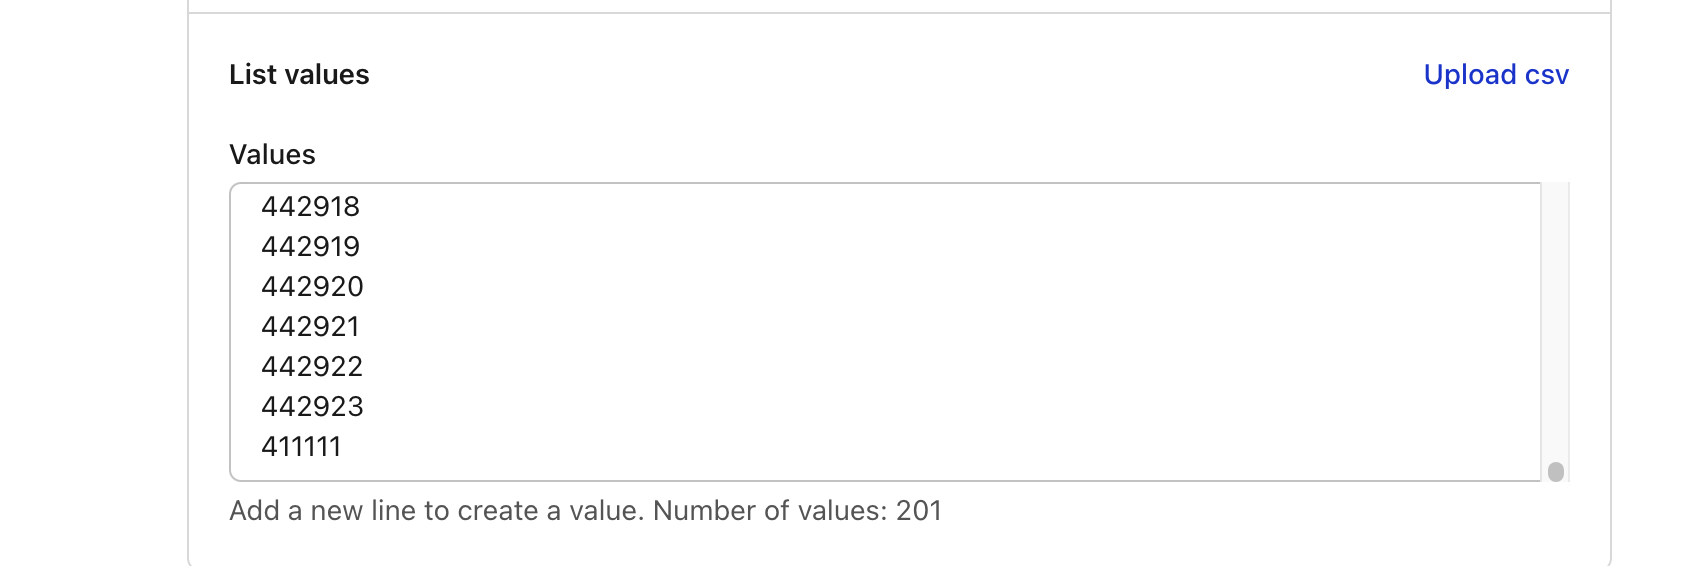 List values
Upload csv
Values
442918
442919
442920
442921
442922
442923
411111
Add a new line to create a value. Number of values: 201